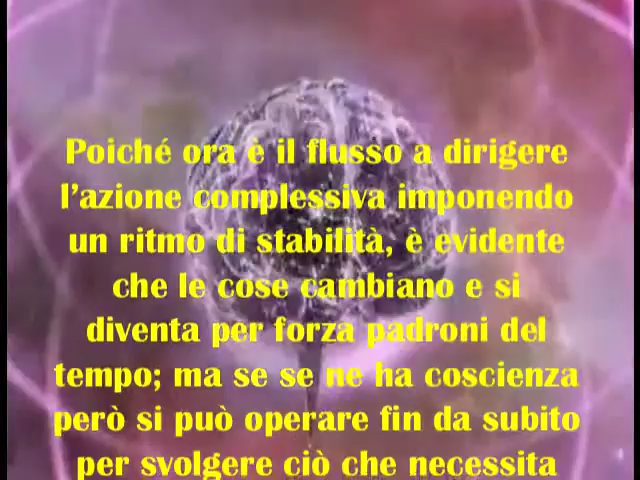 Poiché ora è il flusso a dirigere
l’azione complessiva imponendo
un ritmo di stabilità, è evidente
che le cose cambiano e si
diventa per forza padroni del
tempo; ma se se ne ha coscienza
però si può operare fin da subito
per svolgere ciò che necessita